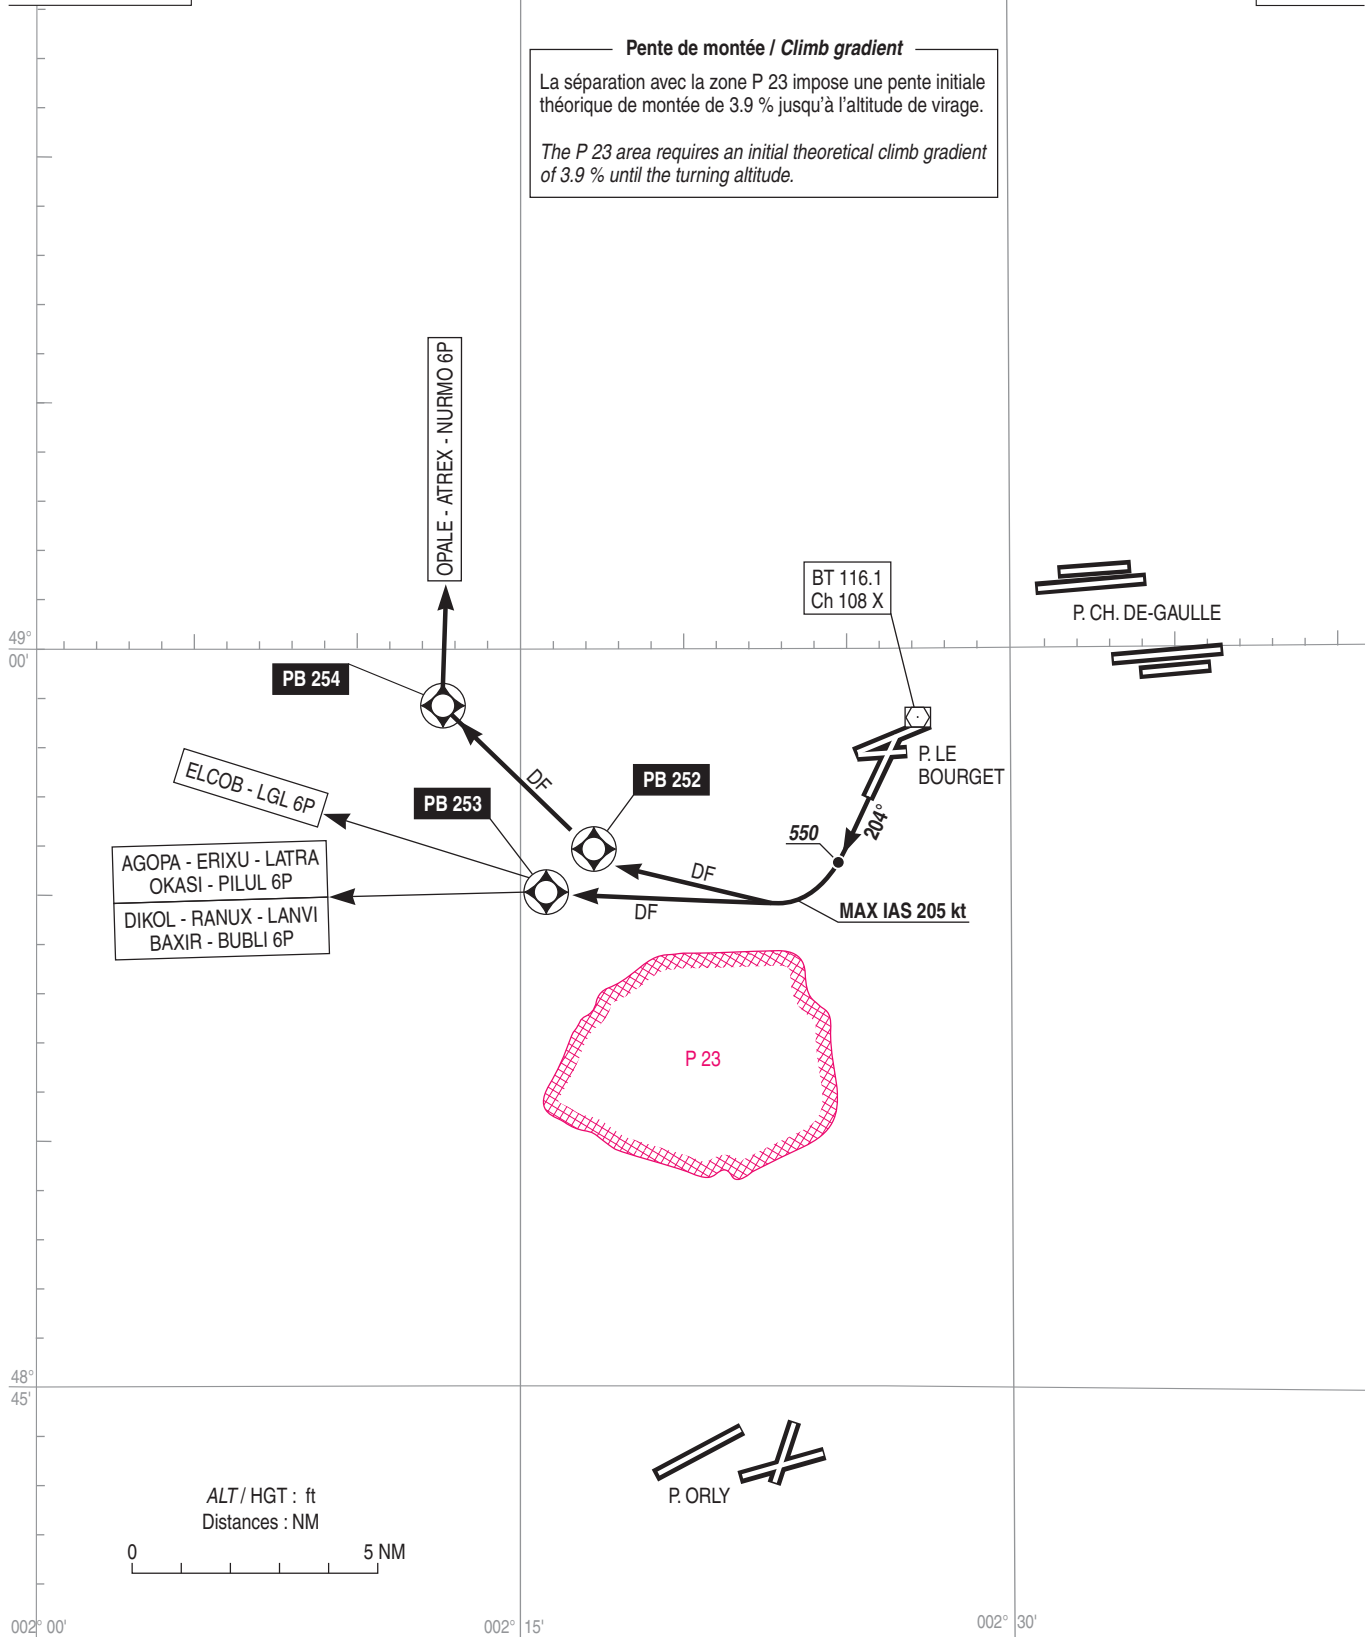 Pente de montée / Climb gradient
La séparation avec la zone P 23 impose une pente initiale
théorique de montée de 3.9 % jusqu'à l'altitude de virage.
The P 23 area requires an initial theoretical climb gradient
of 3.9 % until the turning altitude.
OPALE - ATREX - NURMO 6P
BT 116.1
Ch 108 X
P. CH. DE-GAULLE
49°
00'
PB 254
P. LE
BOURGET
ELCOB - LGL 6P
DF
PB 252
PB 253
204°
550
AGOPA - ERIXU - LATRA
OKASI - PILUL 6P
DF
DIKOL - RANUX - LANVI
BAXIR - BUBLI 6P
DF
MAX IAS 205 kt
P 23
48°
45'
P. ORLY
ALT / HGT : ft
Distances : NM
0 5 NM
002° 00' 002° 15' 002° 30'